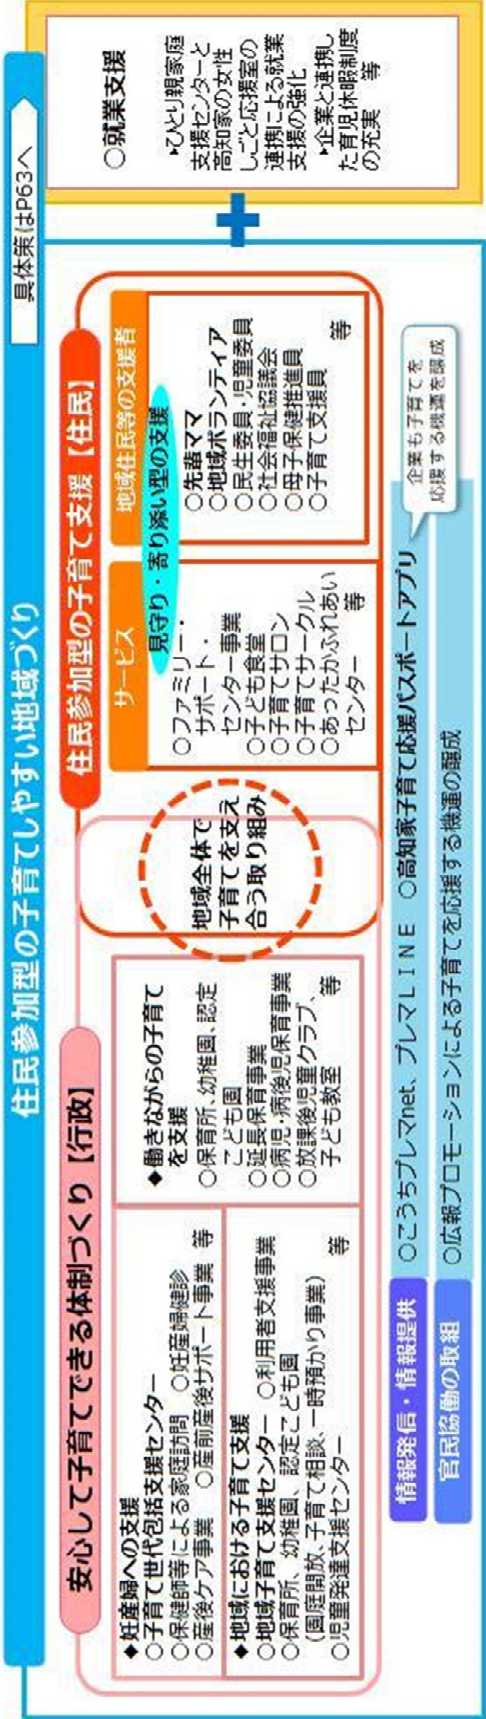 住民参加型の子育てしやすい地域づくり
具体策はP63へ
安心して子育てできる体制づくり【行政】
◆妊産婦への支援
○子育て世代包括支援センター
○保健師等による家庭訪問 ○妊産婦健診
○産後ケア事業 ○産前産後サポート事業 等
◆地域における子育て支援
○地域子育て支援センター ○利用者支援事業
○保育所、幼稚園、認定こども園
(園庭開放、子育て相談、一時預かり事業)
○児童発達支援センター 等
◆働きながらの子育て
を支援
○保育所、幼稚園、認定
こども園
○延長保育事業
○病児・病後児保育事業
○放課後児童クラブ、
子ども教室 等
地域全体で
子育てを支え
合う取り組み
住民参加型の子育て支援【住民】
サービス
○ファミリー・
サポート・
センター事業
○子ども食堂
○子育てサロン
○子育てサークル
○あったかふれあい
センター 等
見守り・寄り添い型の支援
地域住民等の支援者
○先輩ママ
○地域ボランティア
○民生委員・児童委員
○社会福祉協議会
○母子保健推進員
○子育て支援員 等
情報発信・情報提供
○こうちプレマnet、プレマLINE ○高知家子育て応援パスポートアプリ
官民協働の取組
○広報プロモーションによる子育てを応援する機運の醸成
企業も子育てを
応援する機運を醸成
+
○就業支援
▸ひとり親家庭
支援センターと
高知家の女性
しごと応援室の
連携による就業
支援の強化
▸企業と連携し
た育児休暇制度
の充実 等